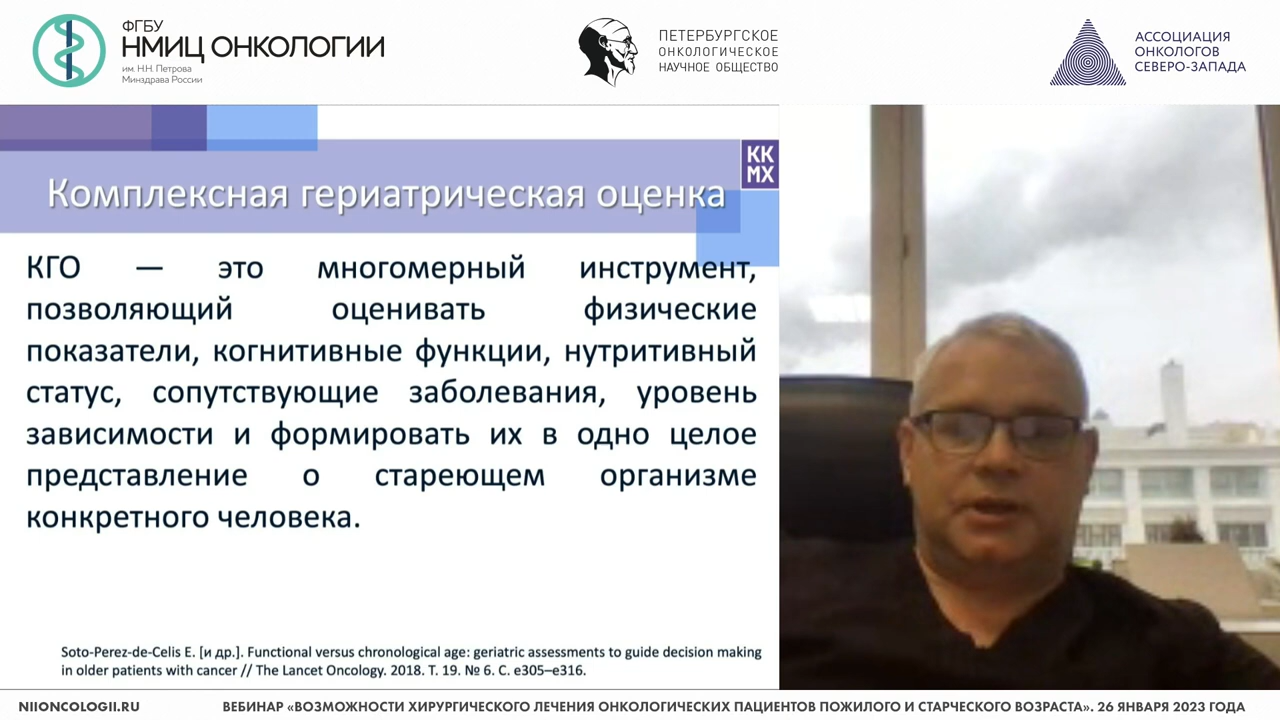 ФГБУ
НМИЦ ОНКОЛОГИИ
им. Н.Н. Петрова
Минздрава России
ПЕТЕРБУРГСКОЕ
ОНКОЛОГИЧЕСКОЕ
НАУЧНОЕ ОБЩЕСТВО
АССОЦИАЦИЯ
ОНКОЛОГОВ
СЕВЕРО-ЗАПАДА
КК
МХ
Комплексная гериатрическая оценка
КГО — это многомерный инструмент,
позволяющий оценивать физические
показатели, когнитивные функции, нутритивный
статус, сопутствующие заболевания, уровень
зависимости и формировать их в одно целое
представление о стареющем организме
конкретного человека.
Soto-Perez-de-Celis E. [и др.]. Functional versus chronological age: geriatric assessments to guide decision making
in older patients with cancer // The Lancet Oncology. 2018. Т. 19. № 6. С. e305–e316.
NIIONCOLOGII.RU
ВЕБИНАР «ВОЗМОЖНОСТИ ХИРУРГИЧЕСКОГО ЛЕЧЕНИЯ ОНКОЛОГИЧЕСКИХ ПАЦИЕНТОВ ПОЖИЛОГО И СТАРЧЕСКОГО ВОЗРАСТА». 26 ЯНВАРЯ 2023 ГОДА